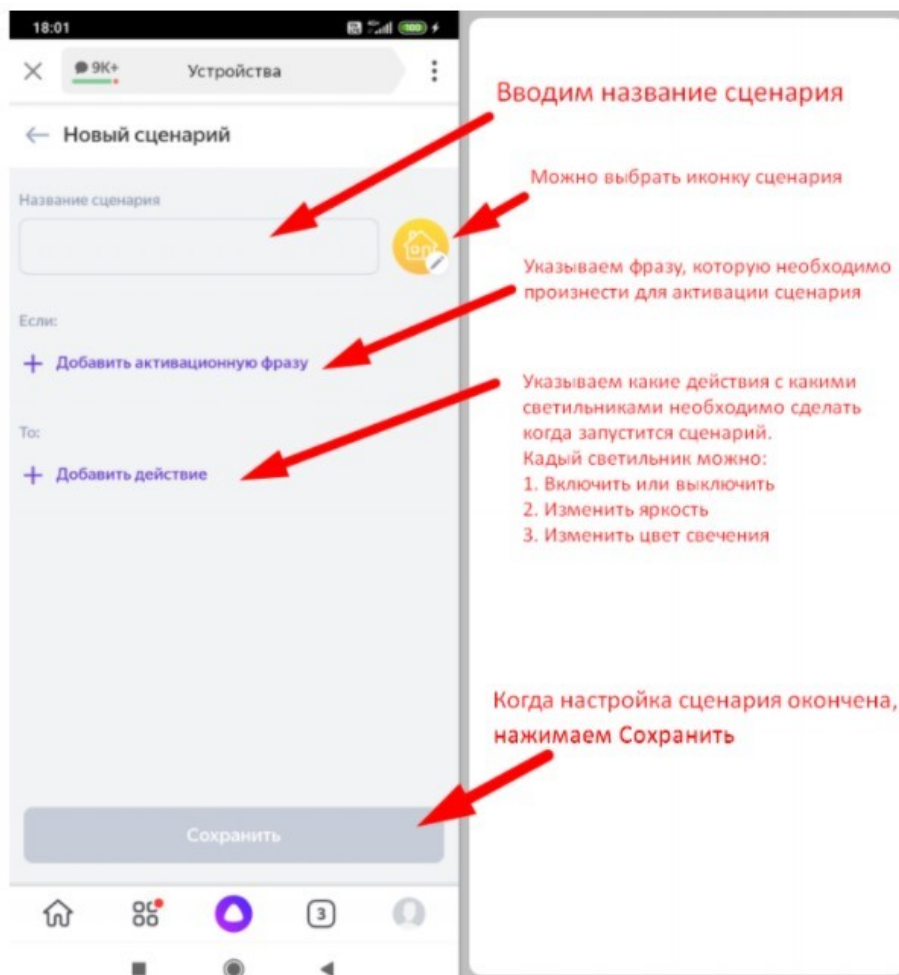 18:01
100
9K+
Устройства
Новый сценарий
Название сценария
Если:
+ Добавить активационную фразу
То:
+ Добавить действие
Сохранить
3
Вводим название сценария
Можно выбрать иконку сценария
Указываем фразу, которую необходимо
произнести для активации сценария
Указываем какие действия с какими
светильниками необходимо сделать
когда запустится сценарий.
Кадый светильник можно:
1. Включить или выключить
2. Изменить яркость
3. Изменить цвет свечения
Когда настройка сценария окончена,
нажимаем Сохранить